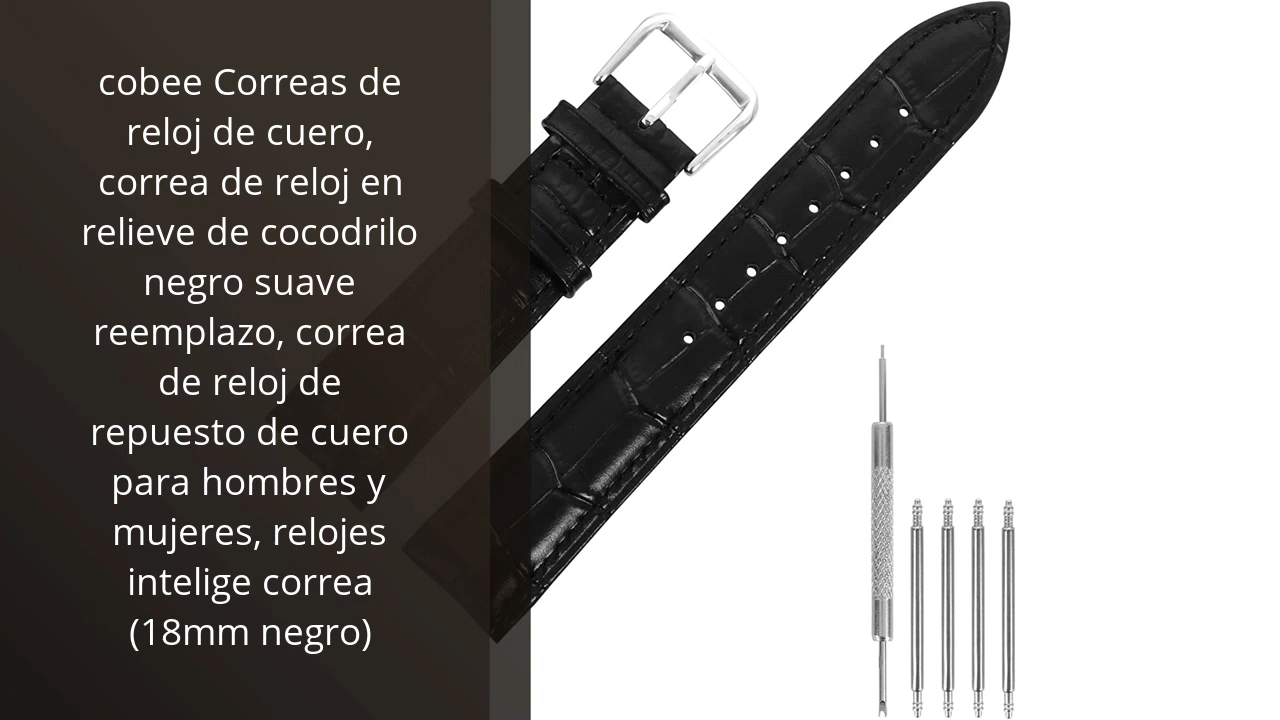 cobee Correas de
reloj de cuero,
correa de reloj en
relieve de cocodrilo
negro suave
reemplazo, correa
de reloj de
repuesto de cuero
para hombres y
mujeres, relojes
intelige correa
(18mm negro)